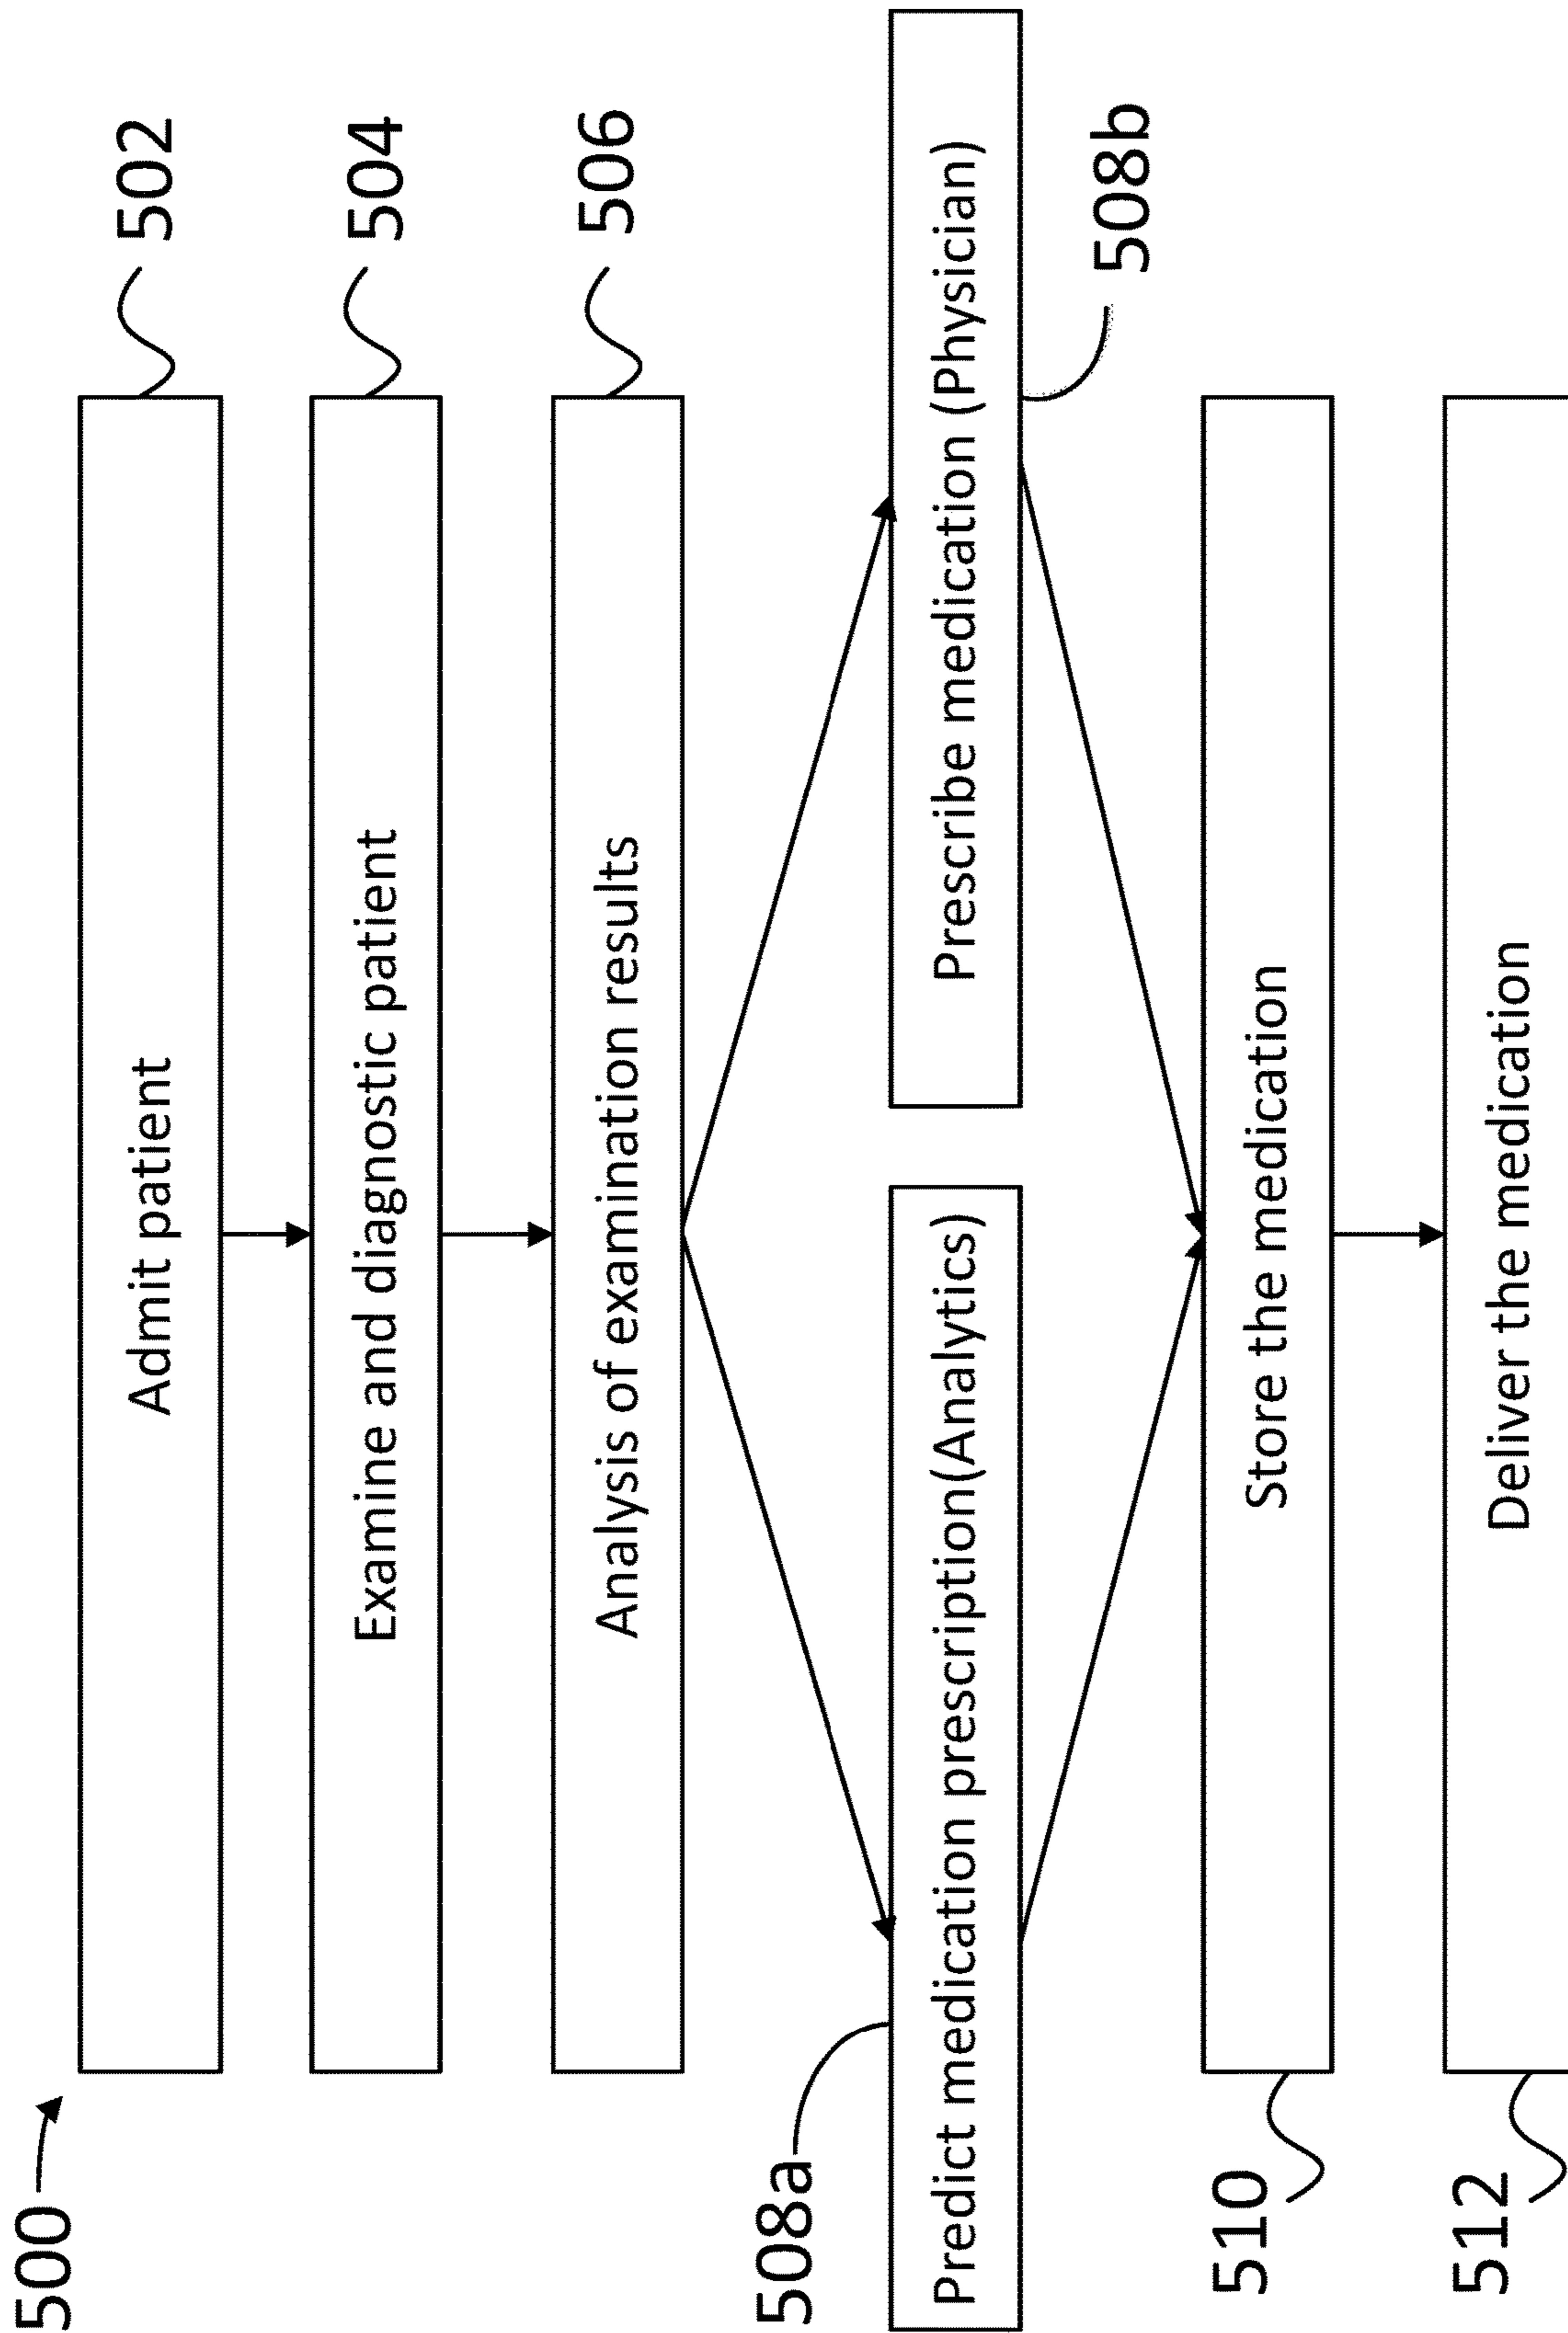 500
Admit patient
502
Examine and diagnostic patient
504
Analysis of examination results
506
508a
Predict medication prescription(Analytics)
Prescribe medication (Physician)
508b
510
Store the medication
512
Deliver the medication